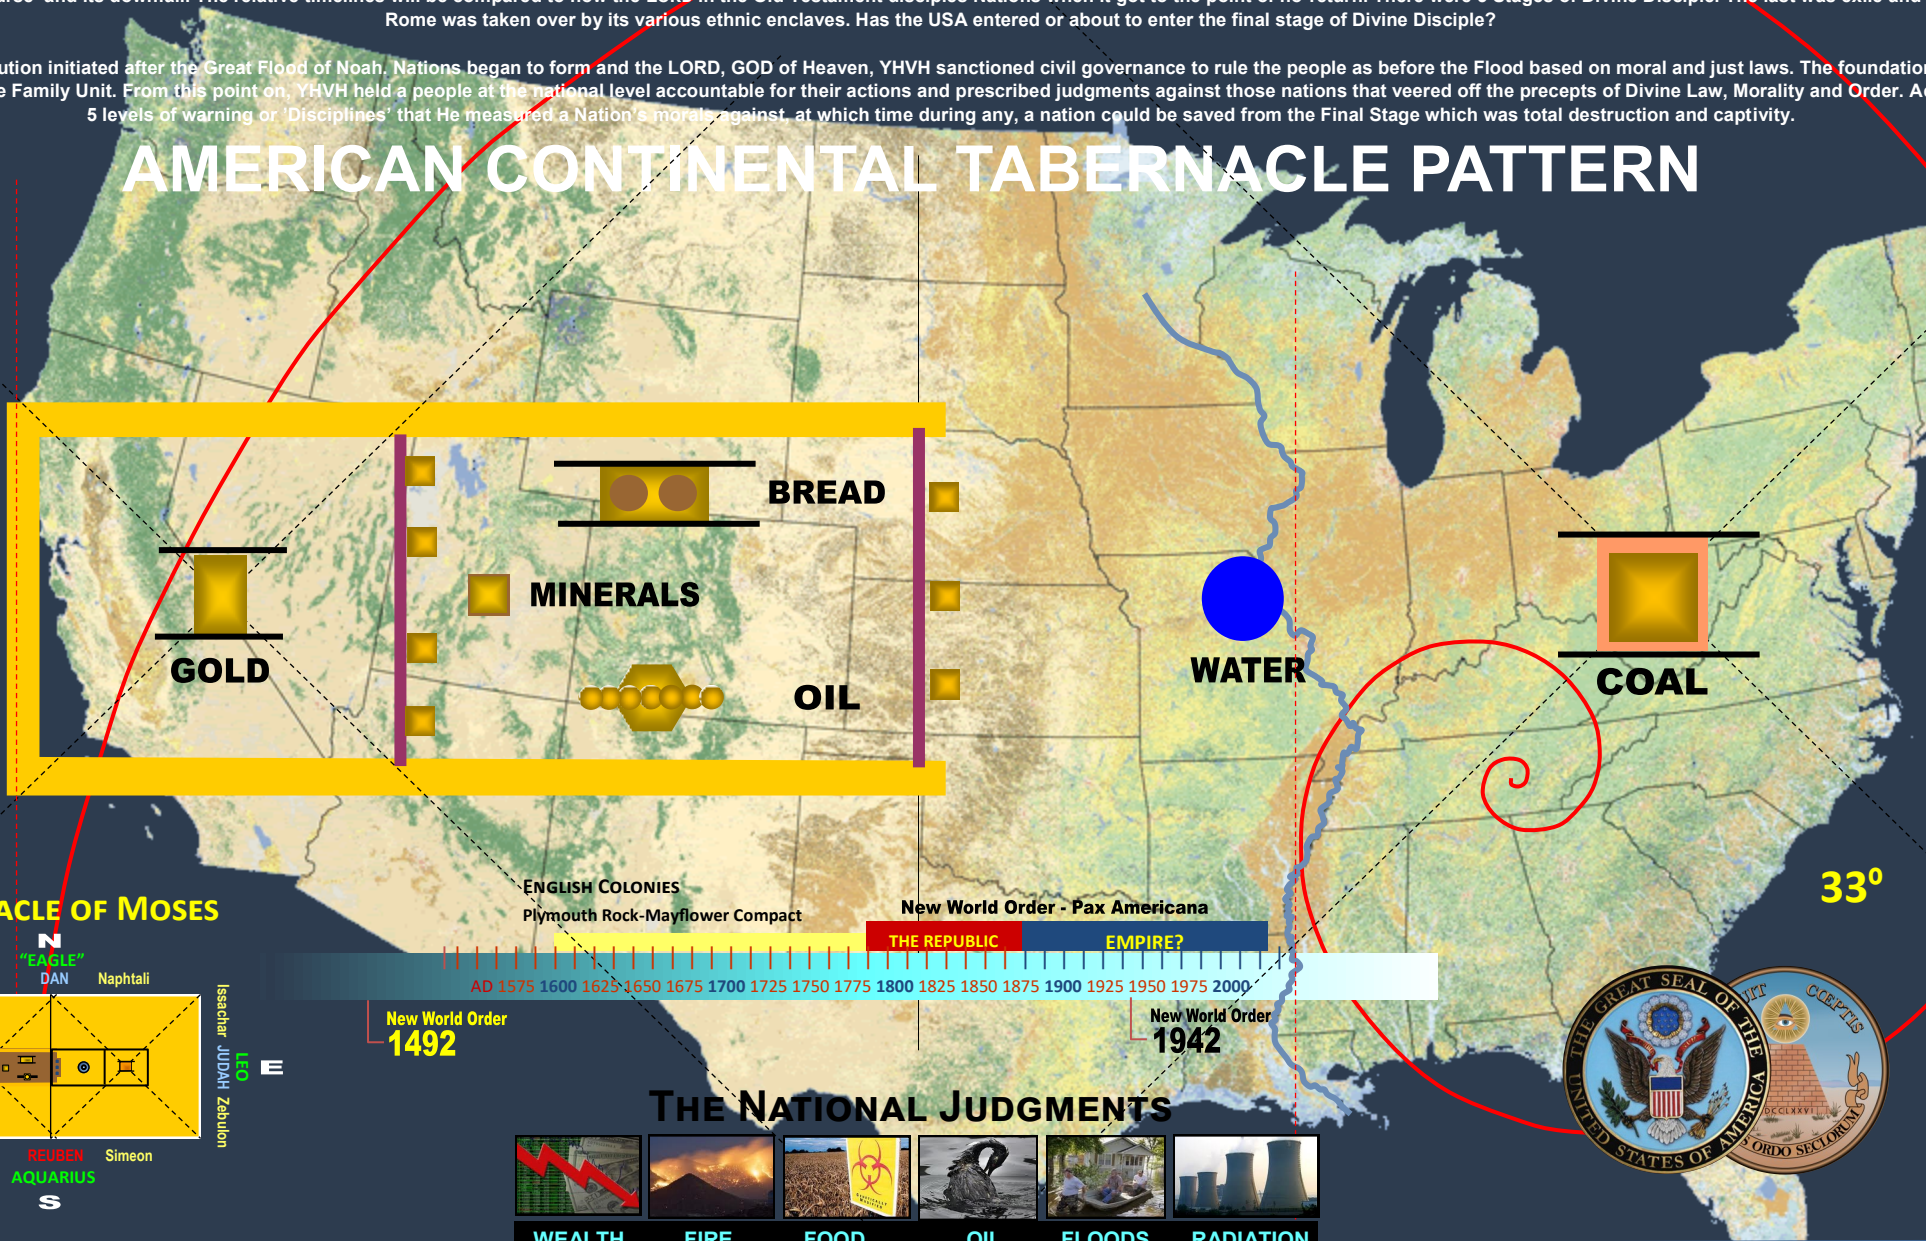 Rome was taken over by its various ethnic enclaves. Has the USA entered or about to enter the final stage of Divine Disciple?
initiated after the Great Flood of Noah. Nations began to form and the LORD, GOD of Heaven, YHVH sanctioned civil governance to rule the people as before the Flood based on moral and just laws. The
Family Unit. From this point on, YHVH held a people at the national level accountable for their actions and prescribed judgments against those nations that veered off the precepts of Divine Law, Morality and Order.
5 levels of warning or 'Disciplines' that He measured a Nation's morals against, at which time during any, a nation could be saved from the Final Stage which was total destruction and captivity.
AMERICAN CONTINENTAL TABERNACLE PATTERN
BREAD
MINERALS
GOLD
OIL
WATER
COAL
33⁰
ENGLISH COLONIES
Plymouth Rock-Mayflower Compact
New World Order - Pax Americana
THE REPUBLIC
EMPIRE?
AD 1575 1600 1625 1650 1675 1700 1725 1750 1775 1800 1825 1850 1875 1900 1925 1950 1975 2000
New World Order
1492
New World Order
1942
ACLE OF MOSES
N
"EAGLE"
DAN
Naphtali
Issachar JUDAH Zebulon
LEO
E
REUBEN
Simeon
AQUARIUS
S
THE NATIONAL JUDGMENTS
WEALTH FIRE FOOD OIL FLOODS RADIATION
THE GREAT SEAL OF THE
UNITED STATES OF AMERICA
CŒPTIS
ORDO SECLORUM